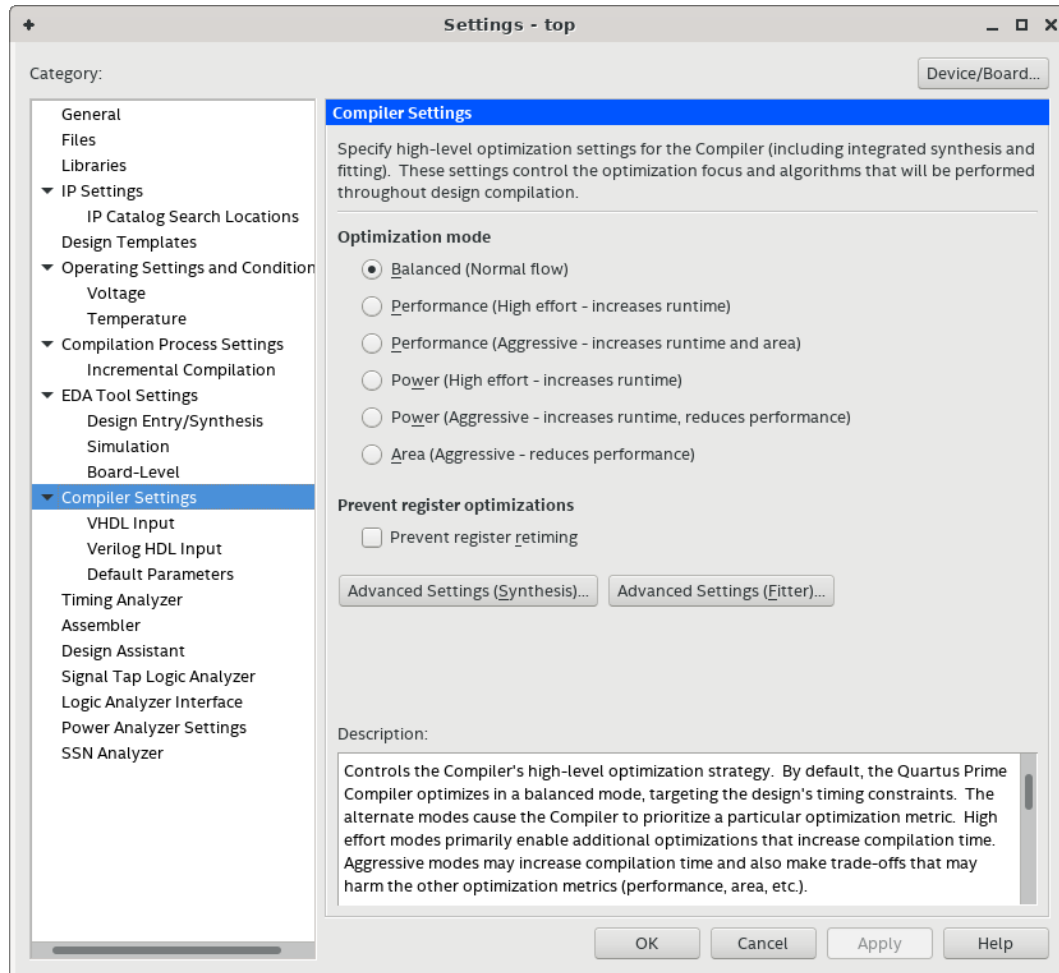 Settings - top
Category:
Device/Board...
General
Files
Libraries
IP Settings
IP Catalog Search Locations
Design Templates
Operating Settings and Condition
Voltage
Temperature
Compilation Process Settings
Incremental Compilation
EDA Tool Settings
Design Entry/Synthesis
Simulation
Board-Level
Compiler Settings
VHDL Input
Verilog HDL Input
Default Parameters
Timing Analyzer
Assembler
Design Assistant
Signal Tap Logic Analyzer
Logic Analyzer Interface
Power Analyzer Settings
SSN Analyzer
Compiler Settings
Specify high-level optimization settings for the Compiler (including integrated synthesis and
fitting). These settings control the optimization focus and algorithms that will be performed
throughout design compilation.
Optimization mode
Balanced (Normal flow)
Performance (High effort - increases runtime)
Performance (Aggressive - increases runtime and area)
Power (High effort - increases runtime)
Power (Aggressive - increases runtime, reduces performance)
Area (Aggressive - reduces performance)
Prevent register optimizations
Prevent register retiming
Advanced Settings (Synthesis)...
Advanced Settings (Fitter)...
Description:
Controls the Compiler's high-level optimization strategy. By default, the Quartus Prime
Compiler optimizes in a balanced mode, targeting the design's timing constraints. The
alternate modes cause the Compiler to prioritize a particular optimization metric. High
effort modes primarily enable additional optimizations that increase compilation time.
Aggressive modes may increase compilation time and also make trade-offs that may
harm the other optimization metrics (performance, area, etc.).
OK
Cancel
Apply
Help